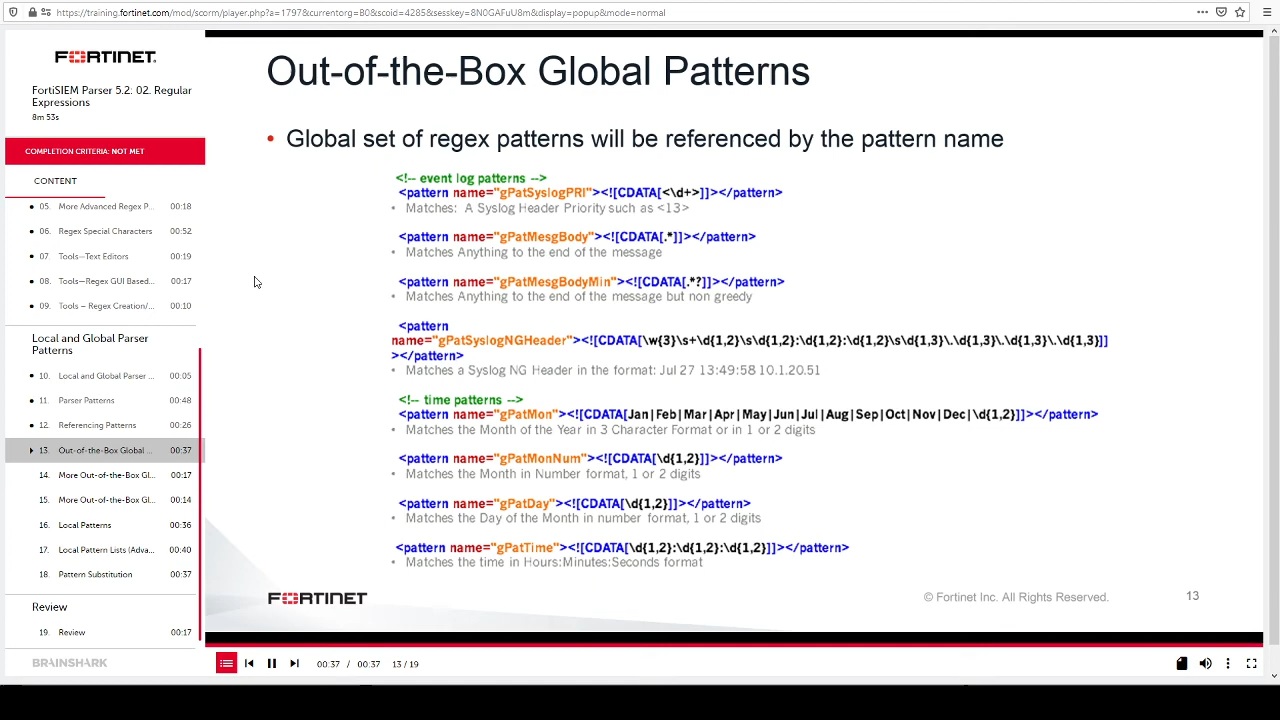 https://training.fortinet.com/mod/scorm/player.php?a=1797&currentorg=B0&scoid=4285&sesskey=8N0GAFuU8m&display=popup&mode=normal
FORTINET
FortiSIEM Parser 5.2: 02. Regular
Expressions
8m 53s
COMPLETION CRITERIA: NOT MET
CONTENT
05. More Advanced Regex P... 00:18
06. Regex Special Characters 00:52
07. Tools—Text Editors 00:19
08. Tools—Regex GUI Based... 00:17
09. Tools – Regex Creation/... 00:10
Local and Global Parser
Patterns
10. Local and Global Parser ... 00:05
11. Parser Patterns 00:48
12. Referencing Patterns 00:26
13. Out-of-the-Box Global ... 00:37
14. More Out-of-the-Box Gl... 00:17
15. More Out-of-the-Box Gl... 00:14
16. Local Patterns 00:36
17. Local Pattern Lists (Adva... 00:40
18. Pattern Substitution 00:37
Review
19. Review 00:17
BRAINSHARK
Out-of-the-Box Global Patterns
• Global set of regex patterns will be referenced by the pattern name
<!-- event log patterns -->
<pattern name="gPatSyslogPRI"><![CDATA[<\d+>]]></pattern>
• Matches: A Syslog Header Priority such as <13>
<pattern name="gPatMesgBody"><![CDATA[.*]]></pattern>
• Matches Anything to the end of the message
<pattern name="gPatMesgBodyMin"><![CDATA[.*?]]></pattern>
• Matches Anything to the end of the message but non greedy
<pattern
name="gPatSyslogNGHeader"><![CDATA[\w{3}\s+\d{1,2}\s\d{1,2}:\d{1,2}:\d{1,2}\s\d{1,3}\.\d{1,3}\.\d{1,3}\.\d{1,3}]]
></pattern>
• Matches a Syslog NG Header in the format: Jul 27 13:49:58 10.1.20.51
<!-- time patterns -->
<pattern name="gPatMon"><![CDATA[Jan|Feb|Mar|Apr|May|Jun|Jul|Aug|Sep|Oct|Nov|Dec|\d{1,2}]]></pattern>
• Matches the Month of the Year in 3 Character Format or in 1 or 2 digits
<pattern name="gPatMonNum"><![CDATA[\d{1,2}]]></pattern>
• Matches the Month in Number format, 1 or 2 digits
<pattern name="gPatDay"><![CDATA[\d{1,2}]]></pattern>
• Matches the Day of the Month in number format, 1 or 2 digits
<pattern name="gPatTime"><![CDATA[\d{1,2}:\d{1,2}:\d{1,2}]]></pattern>
• Matches the time in Hours:Minutes:Seconds format
FORTINET
© Fortinet Inc. All Rights Reserved.
13
00:37 / 00:37 13 / 19